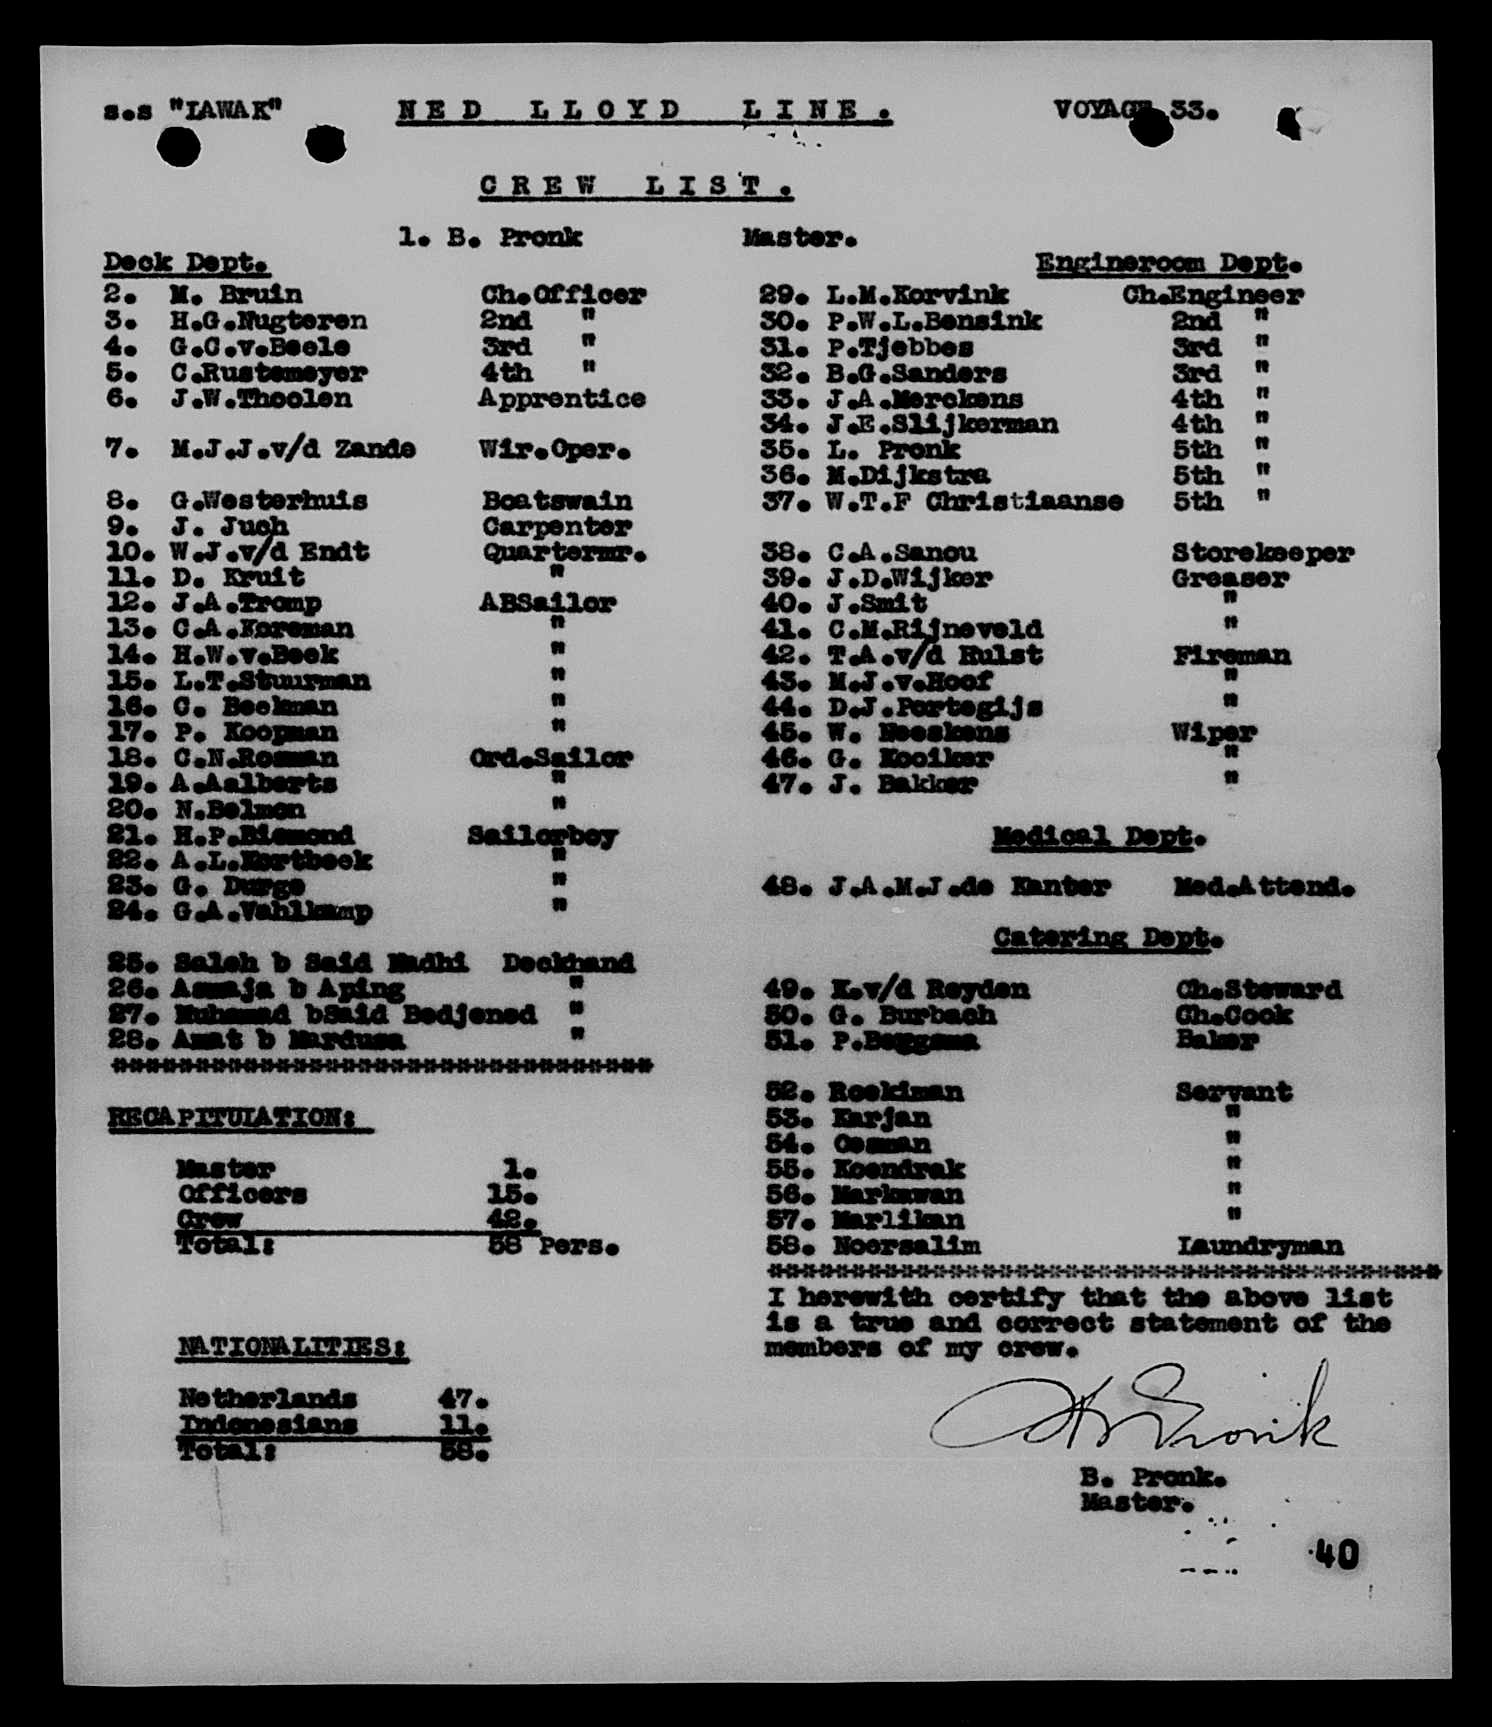 s.s "LAWAK"
NED LLOYD LINE.
VOYAGE 33.
CREW LIST.
1. B. Pronk Master.
Deck Dept.
2. M. Bruin Ch.Officer
3. H.G.Nugteren 2nd "
4. G.C.v.Beele 3rd "
5. C.Rustemeyer 4th "
6. J.W.Thoolen Apprentice
7. M.J.J.v/d Zande Wir.Oper.
8. G.Westerhuis Boatswain
9. J. Juch Carpenter
10. W.J.v/d Endt Quartermr.
11. D. Kruit "
12. J.A.Tromp ABSailor
13. C.A.Koreman "
14. H.W.v.Beek "
15. L.T.Stuurman "
16. C. Beekman "
17. P. Koopman "
18. C.N.Rosman Ord.Sailor
19. A.Aalberts "
20. N.Belmon "
21. H.P.Diamond Sailorboy
22. A.L.Kortbeek "
23. G. Durge "
24. G.A.Vahlkamp "
25. Saleh b Said Madhi Deckhand
26. Asmaja b Aping "
27. Muhamad bSaid Bedjened "
28. Amat b Mardusa "
RECAPITULATION:
Master 1.
Officers 15.
Crew 42.
Total: 58 Pers.
NATIONALITIES:
Netherlands 47.
Indonesians 11.
Total: 58.
Engineroom Dept.
29. L.M.Korvink Ch.Engineer
30. P.W.L.Bensink 2nd "
31. P.Tjebbes 3rd "
32. B.G.Sanders 3rd "
33. J.A.Merckens 4th "
34. J.E.Slijkerman 4th "
35. L. Pronk 5th "
36. M.Dijkstra 5th "
37. W.T.F Christiaanse 5th "
38. C.A.Sanou Storekeeper
39. J.D.Wijker Greaser
40. J.Smit "
41. C.M.Rijneveld "
42. T.A.v/d Hulst Fireman
43. M.J.v.Hoof "
44. D.J.Portegijs "
45. W. Neeskens Wiper
46. G. Kooiker "
47. J. Bakker "
Medical Dept.
48. J.A.M.J.de Kanter Med.Attend.
Catering Dept.
49. K.v/d Reyden Ch.Steward
50. G. Burbach Ch.Cook
51. P.Beggsma Baker
52. Roekiman Servant
53. Karjan "
54. Oesman "
55. Koendrak "
56. Markawan "
57. Marlikan "
58. Noersalim Laundryman
I herewith certify that the above list
is a true and correct statement of the
members of my crew.
B. Pronk.
Master.
40